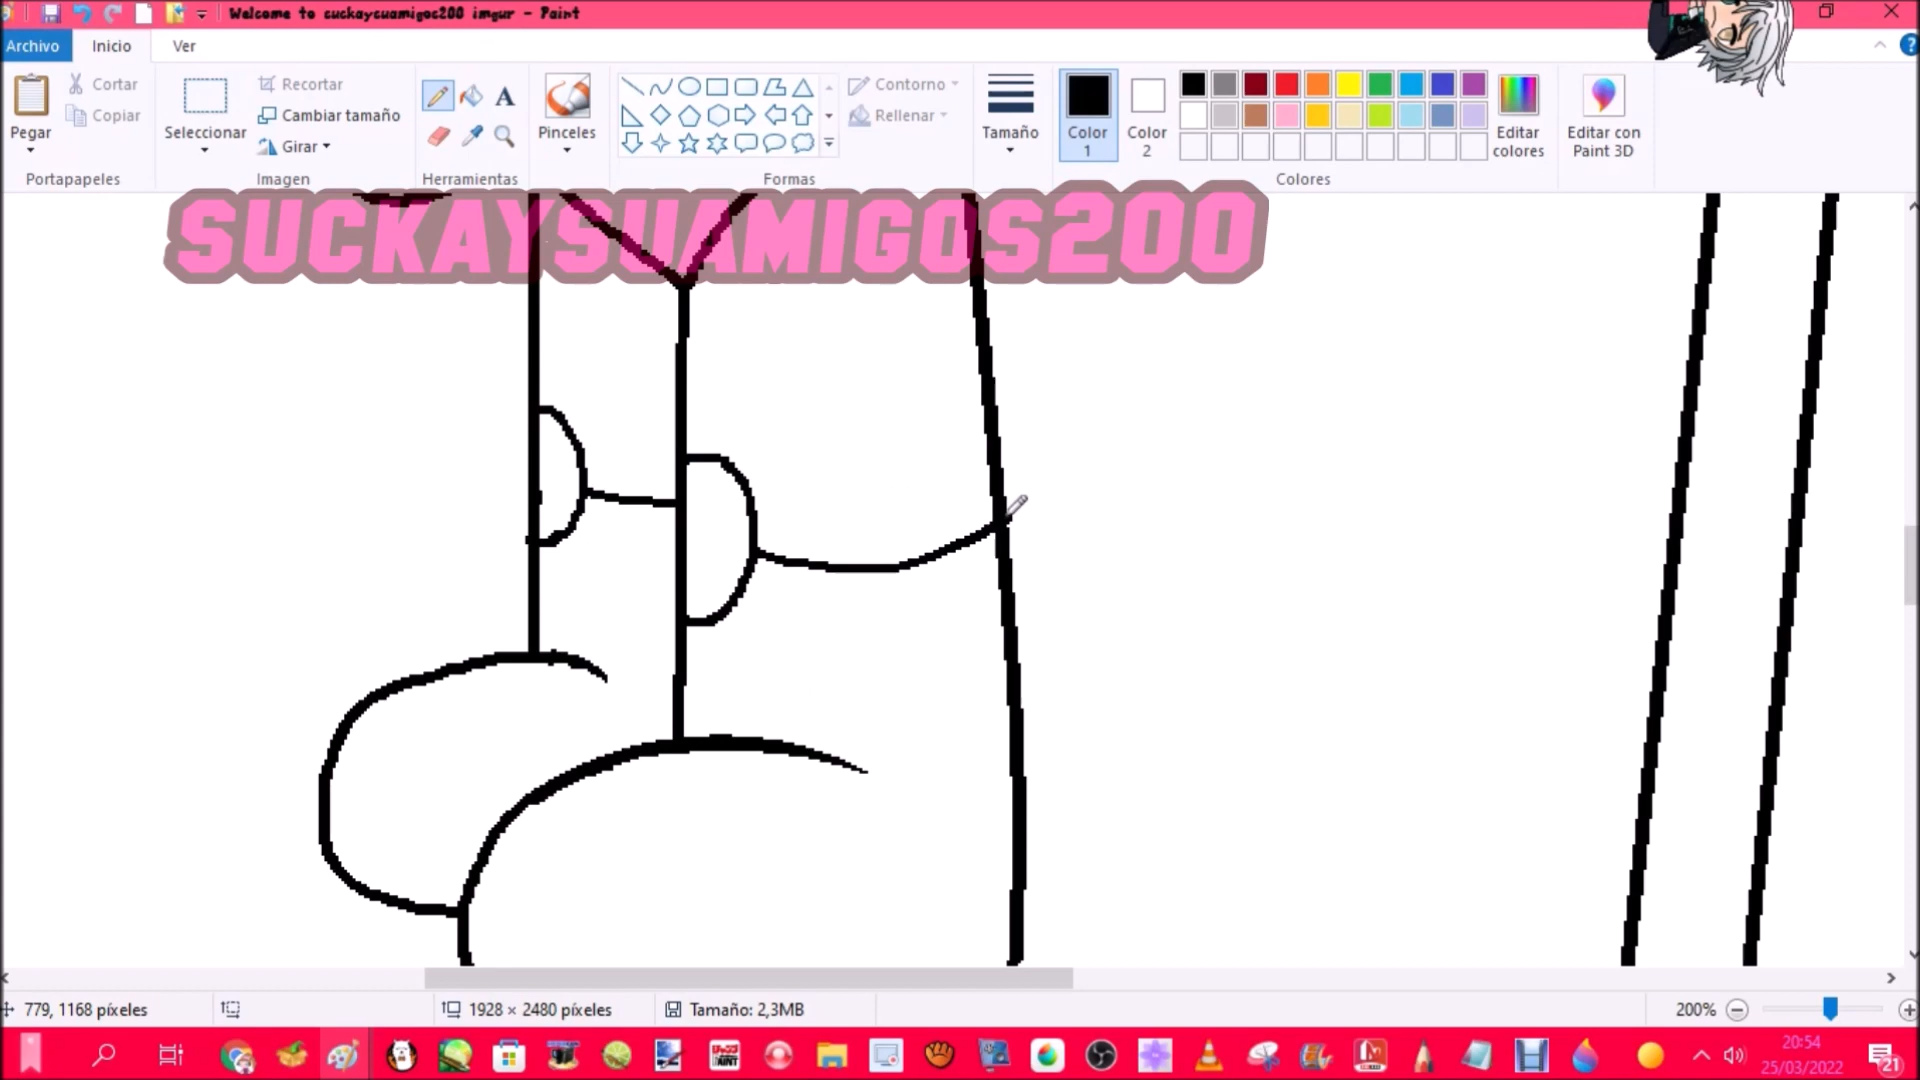 Welcome to cuckaycuamigoc200 imgur - Paint
Archivo Inicio Ver
Pegar
Cortar
Copiar
Portapapeles
Seleccionar
Recortar
Cambiar tamaño
Girar
Imagen
Herramientas
Pinceles
Formas
Contorno
Rellenar
Tamaño
Color 1
Color 2
Colores
Editar colores
Editar con Paint 3D
SUCKAYSUAMIGOS200
779, 1168 píxeles
1928 × 2480 píxeles
Tamaño: 2,3MB
200%
20:54
25/03/2022
21